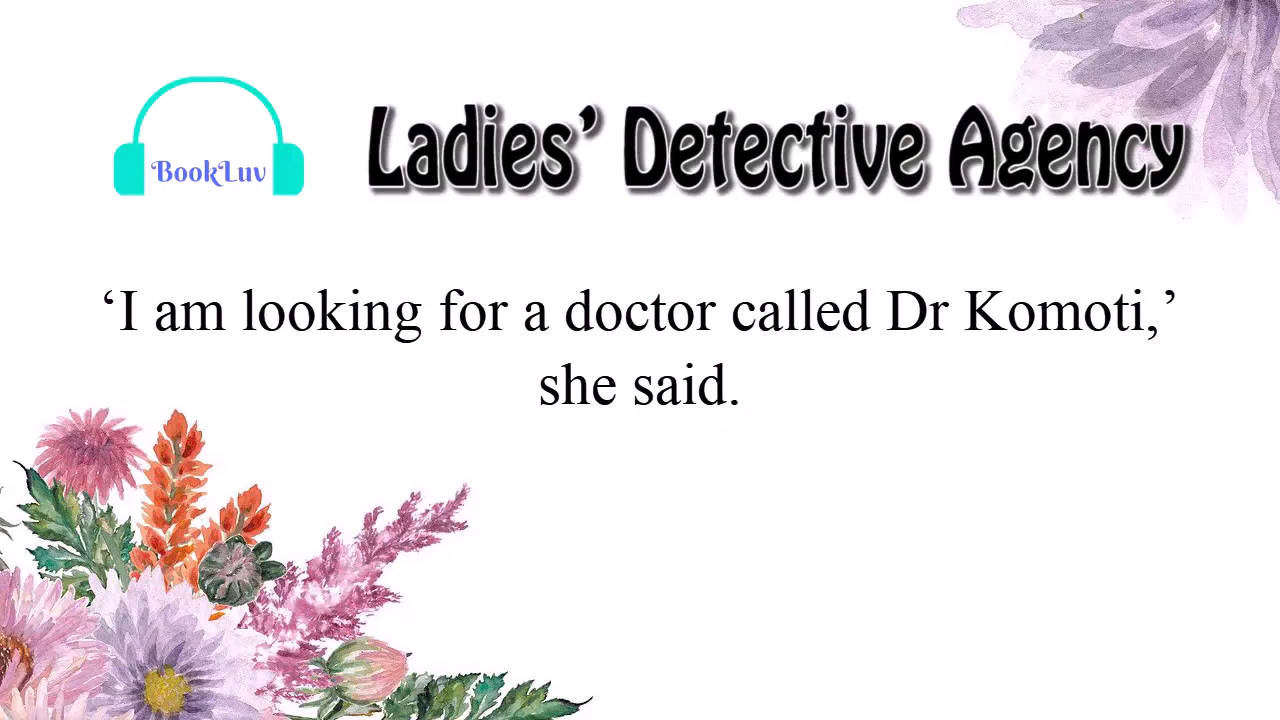 BookLuv
Ladies’ Detective Agency
‘I am looking for a doctor called Dr Komoti,’
she said.